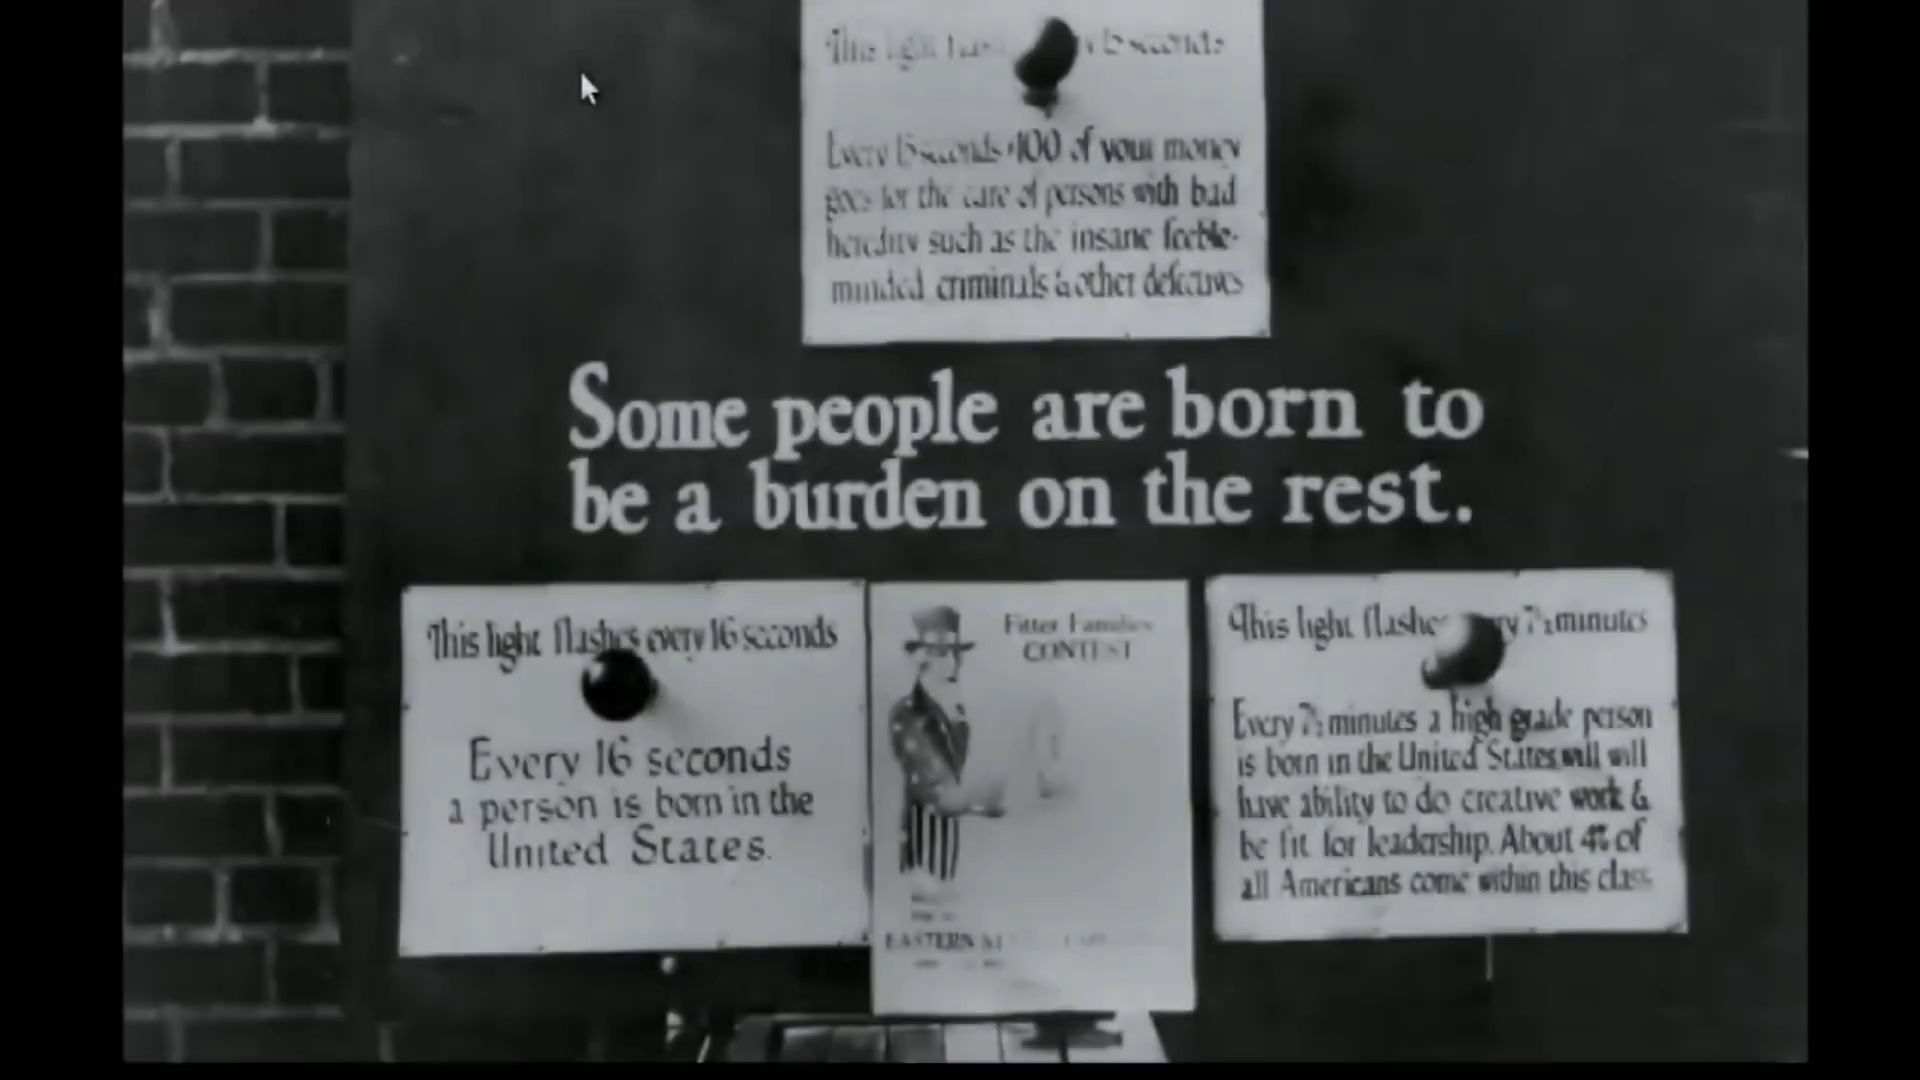 This light flashes every 15 seconds
Every 15 seconds $100 of your money
goes for the care of persons with bad
heredity such as the insane feeble-
minded, criminals & other defectives
Some people are born to
be a burden on the rest.
This light flashes every 16 seconds
Every 16 seconds
a person is born in the
United States.
Fitter Families
CONTEST
EASTERN
This light flashes every 7½ minutes
Every 7½ minutes a high grade person
is born in the United States will will
have ability to do creative work &
be fit for leadership. About 4% of
all Americans come within this class